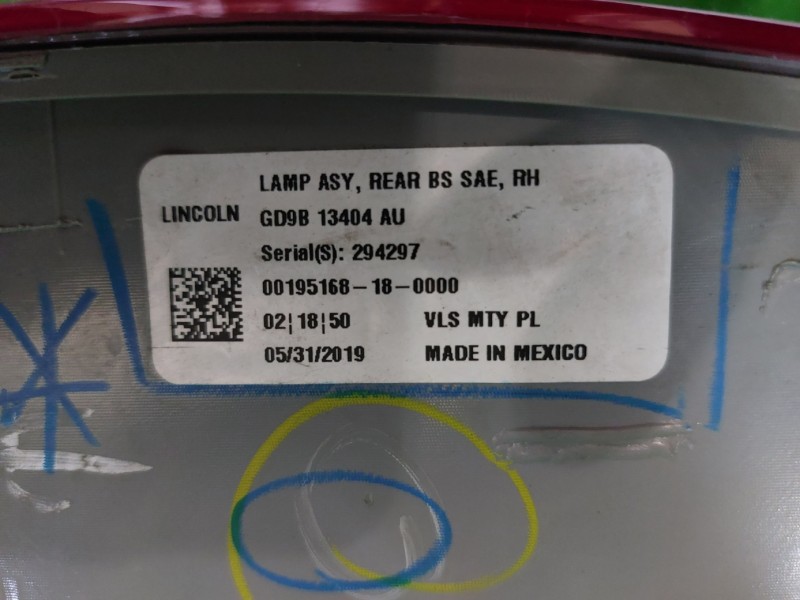 LAMP ASY, REAR BS SAE, RH
LINCOLN GD9B 13404 AU
Serial(S): 294297
00195168-18-0000
02¦18¦50 VLS MTY PL
05/31/2019 MADE IN MEXICO